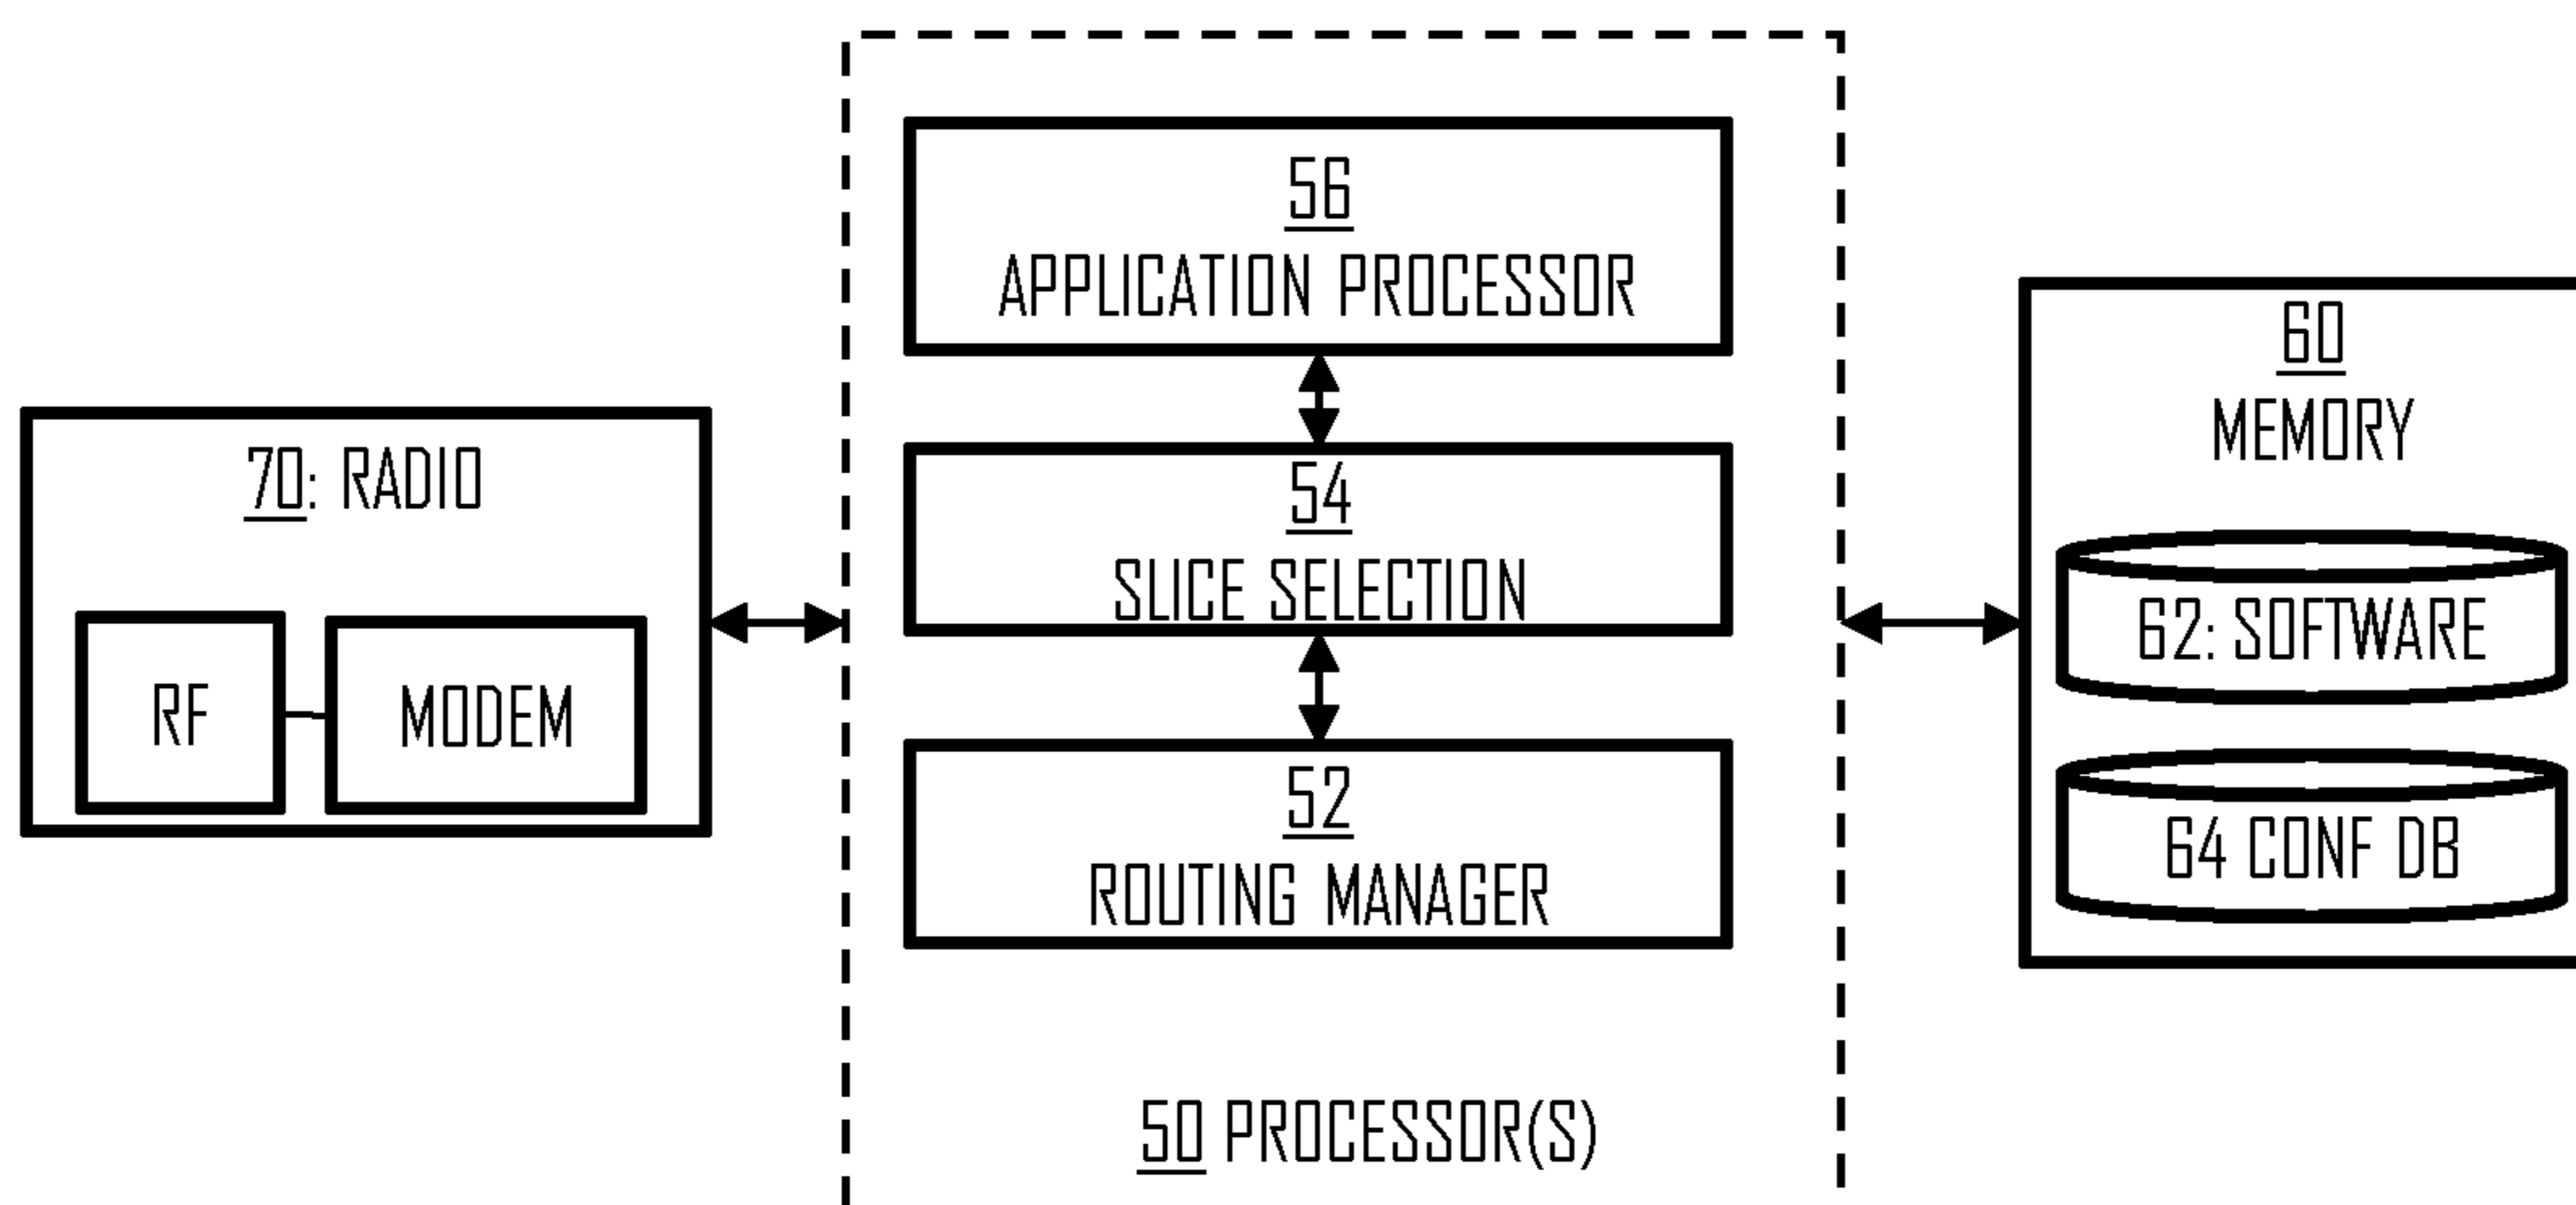 70: RADIO
RF
MODEM
56
APPLICATION PROCESSOR
54
SLICE SELECTION
52
ROUTING MANAGER
50 PROCESSOR(S)
60
MEMORY
62: SOFTWARE
64 CONF DB